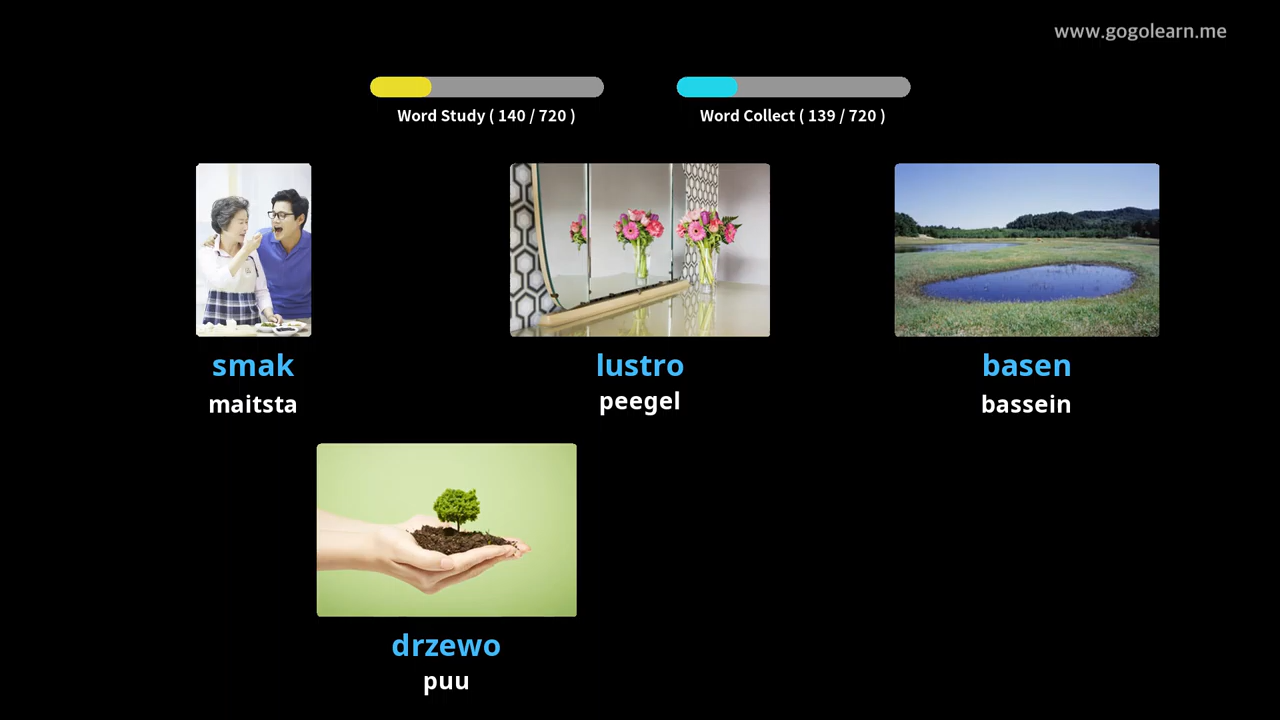 www.gogolearn.me
Word Study ( 140 / 720 )
Word Collect ( 139 / 720 )
smak
maitsta
lustro
peegel
basen
bassein
drzewo
puu